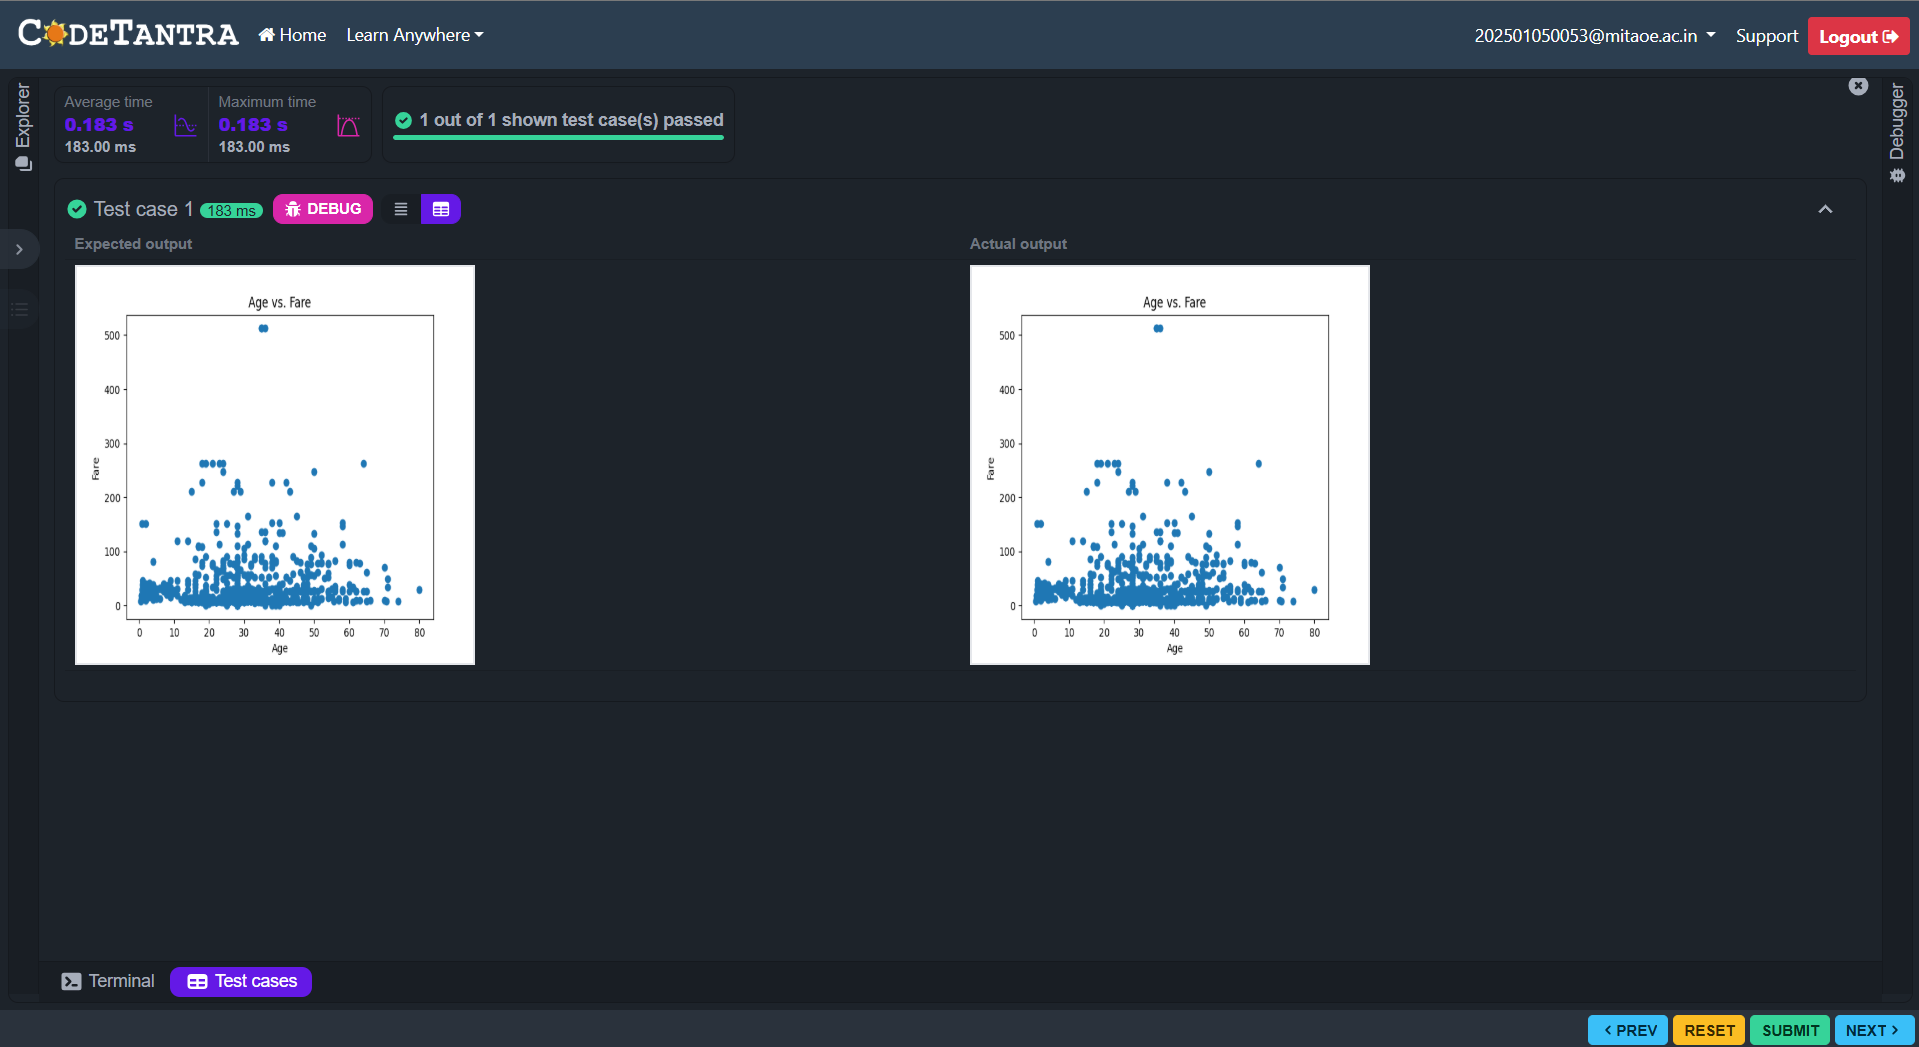 CODETANTRA Home Learn Anywhere 202501050053@mitaoe.ac.in Support Logout
Explorer
Average time Maximum time
0.183 s 0.183 s
183.00 ms 183.00 ms
1 out of 1 shown test case(s) passed
Debugger
Test case 1 183 ms DEBUG
Expected output Actual output
Age vs. Fare
500
400
300
200
100
0
Fare
0 10 20 30 40 50 60 70 80
Age
Age vs. Fare
500
400
300
200
100
0
Fare
0 10 20 30 40 50 60 70 80
Age
Terminal Test cases
PREV RESET SUBMIT NEXT